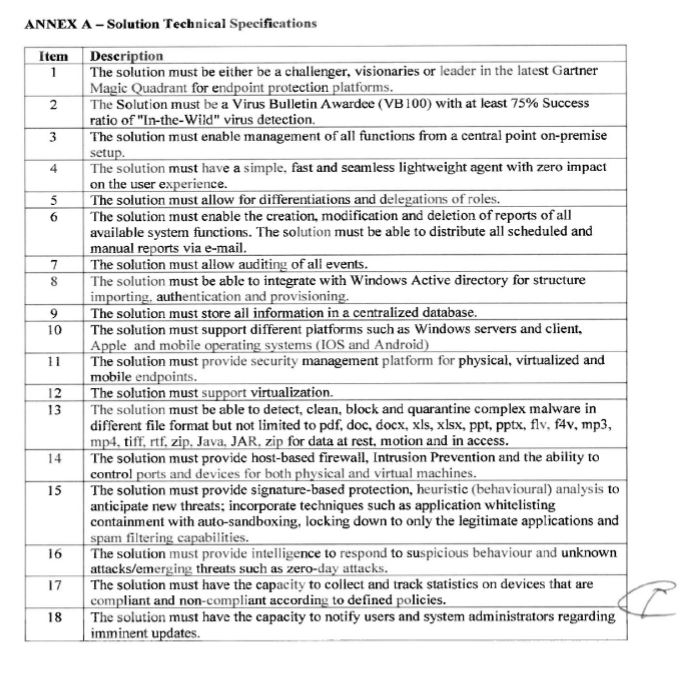 ANNEX A – Solution Technical Specifications
Item Description
1 The solution must be either be a challenger, visionaries or leader in the latest Gartner
Magic Quadrant for endpoint protection platforms.
2 The Solution must be a Virus Bulletin Awardee (VB100) with at least 75% Success
ratio of "In-the-Wild" virus detection.
3 The solution must enable management of all functions from a central point on-premise
setup.
4 The solution must have a simple, fast and seamless lightweight agent with zero impact
on the user experience.
5 The solution must allow for differentiations and delegations of roles.
6 The solution must enable the creation, modification and deletion of reports of all
available system functions. The solution must be able to distribute all scheduled and
manual reports via e-mail.
7 The solution must allow auditing of all events.
8 The solution must be able to integrate with Windows Active directory for structure
importing, authentication and provisioning.
9 The solution must store all information in a centralized database.
10 The solution must support different platforms such as Windows servers and client,
Apple and mobile operating systems (IOS and Android)
11 The solution must provide security management platform for physical, virtualized and
mobile endpoints.
12 The solution must support virtualization.
13 The solution must be able to detect, clean, block and quarantine complex malware in
different file format but not limited to pdf, doc, docx, xls, xlsx, ppt, pptx, flv, f4v, mp3,
mp4, tiff, rtf, zip, Java, JAR, zip for data at rest, motion and in access.
14 The solution must provide host-based firewall, Intrusion Prevention and the ability to
control ports and devices for both physical and virtual machines.
15 The solution must provide signature-based protection, heuristic (behavioural) analysis to
anticipate new threats; incorporate techniques such as application whitelisting
containment with auto-sandboxing, locking down to only the legitimate applications and
spam filtering capabilities.
16 The solution must provide intelligence to respond to suspicious behaviour and unknown
attacks/emerging threats such as zero-day attacks.
17 The solution must have the capacity to collect and track statistics on devices that are
compliant and non-compliant according to defined policies.
18 The solution must have the capacity to notify users and system administrators regarding
imminent updates.